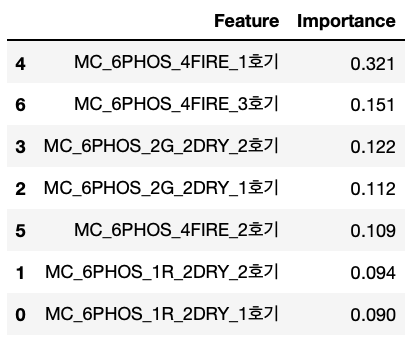 Feature Importance
4 MC_6PHOS_4FIRE_1호기 0.321
6 MC_6PHOS_4FIRE_3호기 0.151
3 MC_6PHOS_2G_2DRY_2호기 0.122
2 MC_6PHOS_2G_2DRY_1호기 0.112
5 MC_6PHOS_4FIRE_2호기 0.109
1 MC_6PHOS_1R_2DRY_2호기 0.094
0 MC_6PHOS_1R_2DRY_1호기 0.090